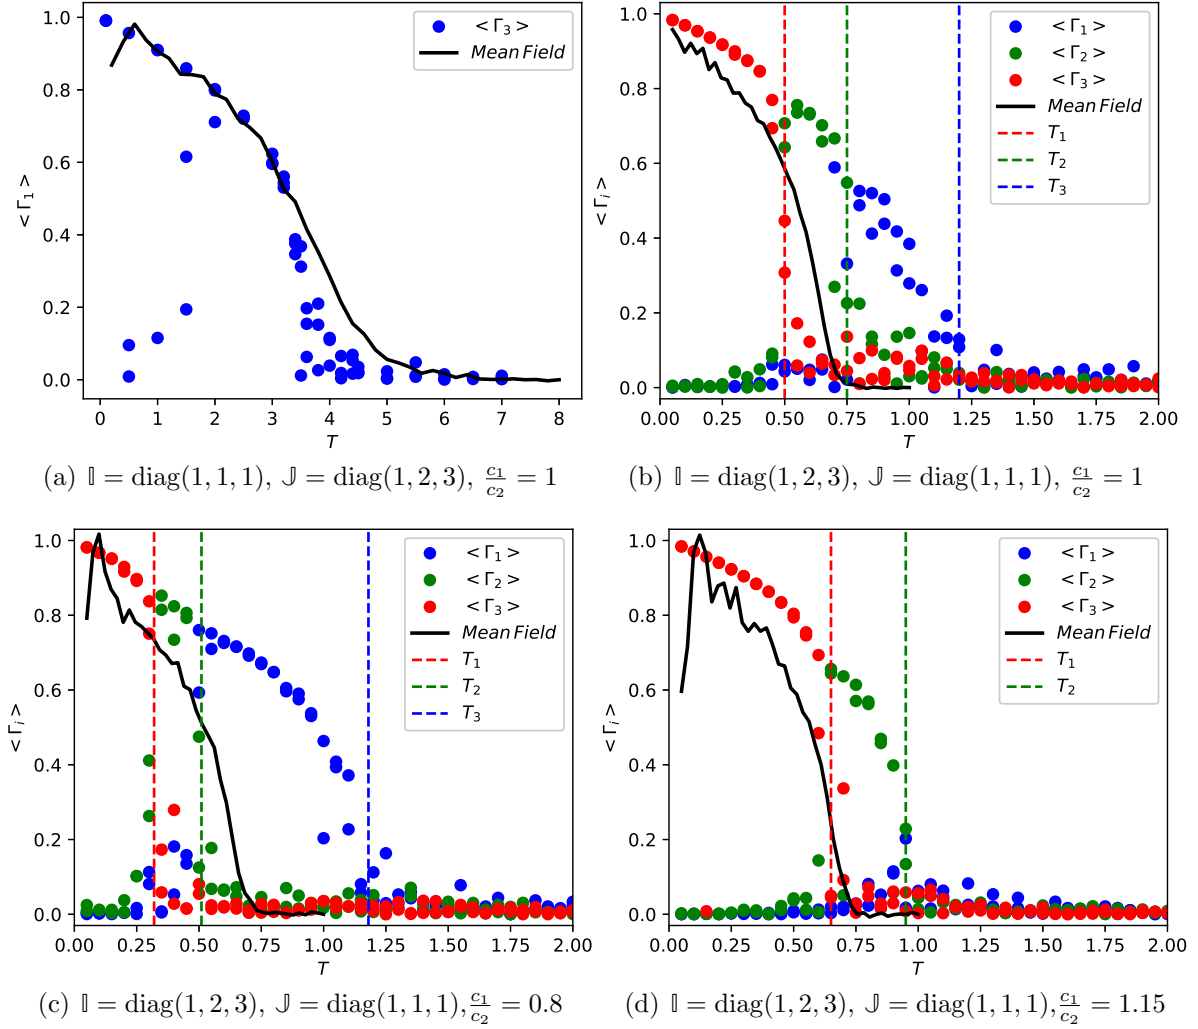 1.0
0.8
0.6
0.4
0.2
0.0
< Γ₁ >
0 1 2 3 4 5 6 7 8
T
< Γ₃ >
Mean Field
(a) 𝕀 = diag(1, 1, 1), 𝕁 = diag(1, 2, 3), c₁/c₂ = 1
1.0
0.8
0.6
0.4
0.2
0.0
< Γᵢ >
0.00 0.25 0.50 0.75 1.00 1.25 1.50 1.75 2.00
T
< Γ₁ >
< Γ₂ >
< Γ₃ >
Mean Field
T₁
T₂
T₃
(b) 𝕀 = diag(1, 2, 3), 𝕁 = diag(1, 1, 1), c₁/c₂ = 1
1.0
0.8
0.6
0.4
0.2
0.0
< Γᵢ >
0.00 0.25 0.50 0.75 1.00 1.25 1.50 1.75 2.00
T
< Γ₁ >
< Γ₂ >
< Γ₃ >
Mean Field
T₁
T₂
T₃
(c) 𝕀 = diag(1, 2, 3), 𝕁 = diag(1, 1, 1), c₁/c₂ = 0.8
1.0
0.8
0.6
0.4
0.2
0.0
< Γᵢ >
0.00 0.25 0.50 0.75 1.00 1.25 1.50 1.75 2.00
T
< Γ₁ >
< Γ₂ >
< Γ₃ >
Mean Field
T₁
T₂
(d) 𝕀 = diag(1, 2, 3), 𝕁 = diag(1, 1, 1), c₁/c₂ = 1.15